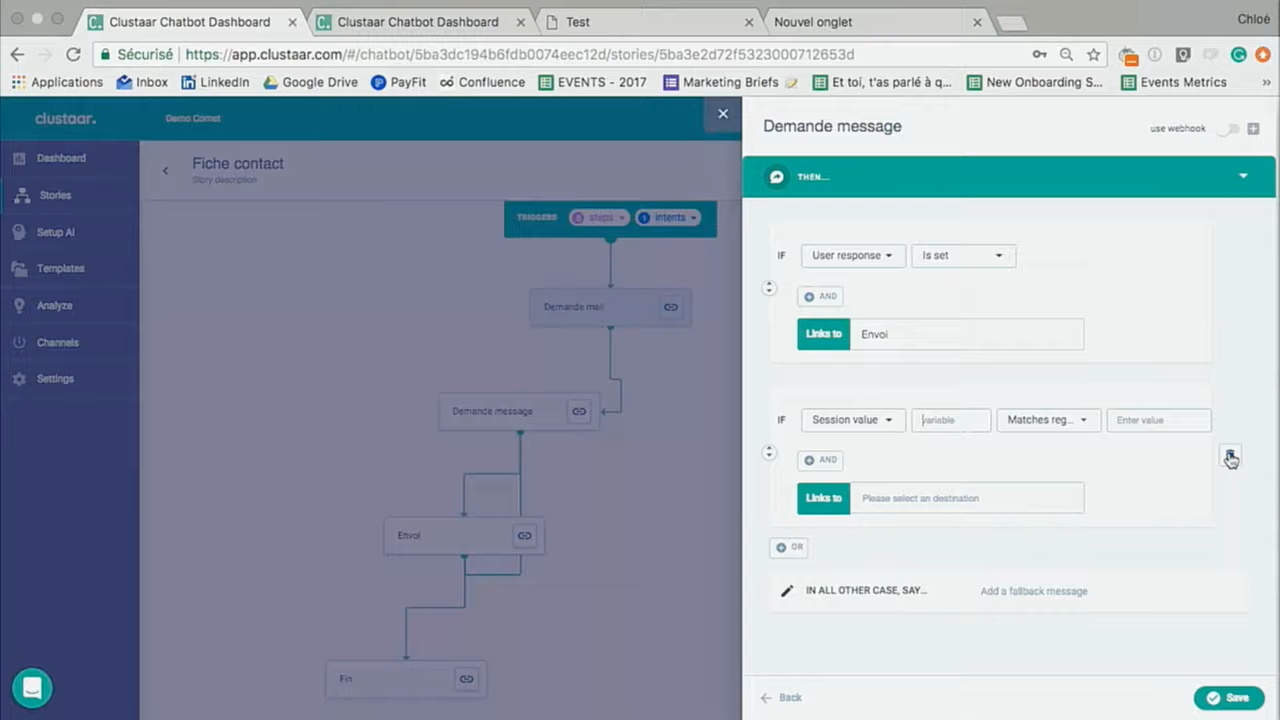 Clustaar Chatbot Dashboard
Clustaar Chatbot Dashboard
Test
Nouvel onglet
Chloé
Sécurisé
https://app.clustaar.com/#/chatbot/5ba3dc194b6fdb0074eec12d/stories/5ba3e2d72f5323000712653d
Applications
Inbox
LinkedIn
Google Drive
PayFit
Confluence
EVENTS - 2017
Marketing Briefs
Et toi, t'as parlé à q...
New Onboarding S...
Events Metrics
»
clustaar.
Demo Comet
Dashboard
Stories
Setup AI
Templates
Analyze
Channels
Settings
Fiche contact
Story description
TRIGGERS
steps
1 intents
Demande mail
Demande message
Envoi
Fin
Demande message
use webhook
THEN...
IF
User response
Is set
AND
Links to
Envoi
IF
Session value
variable
Matches reg...
Enter value
AND
Links to
Please select an destination
OR
IN ALL OTHER CASE, SAY...
Add a fallback message
Back
Save